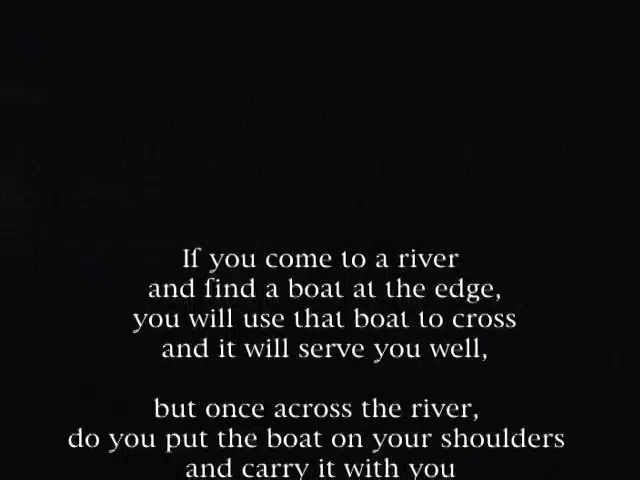 If you come to a river
and find a boat at the edge,
you will use that boat to cross
and it will serve you well,
but once across the river,
do you put the boat on your shoulders
and carry it with you